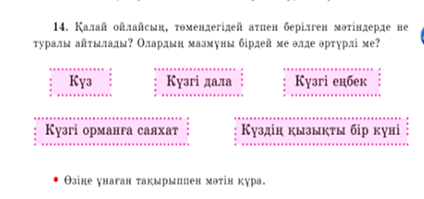 14. Қалай ойлайсың, төмендегідей атпен берілген мәтіндерде не
туралы айтылады? Олардың мазмұны бірдей ме әлде әртүрлі ме?
Күз
Күзгі дала
Күзгі еңбек
Күзгі орманға саяхат
Күздің қызықты бір күні
• Өзіңе ұнаған тақырыппен мәтін құра.